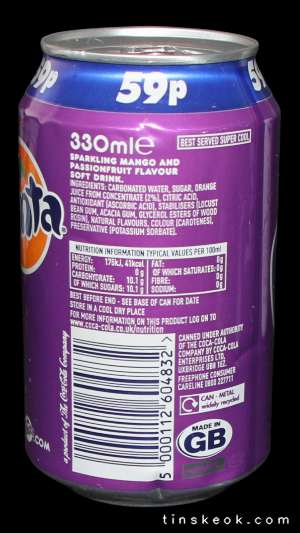 59p
59p
5
330ml℮
BEST SERVED SUPER COOL
SPARKLING MANGO AND
PASSIONFRUIT FLAVOUR
SOFT DRINK.
INGREDIENTS: CARBONATED WATER, SUGAR, ORANGE
JUICE FROM CONCENTRATE (2%), CITRIC ACID,
ANTIOXIDANT (ASCORBIC ACID), STABILISERS (LOCUST
BEAN GUM, ACACIA GUM, GLYCEROL ESTERS OF WOOD
ROSIN), NATURAL FLAVOURS, COLOUR (CAROTENES),
PRESERVATIVE (POTASSIUM SORBATE).
NUTRITION INFORMATION TYPICAL VALUES PER 100ml
ENERGY: 175kJ, 41kcal FAT: 0g
PROTEIN: 0g OF WHICH SATURATES: 0g
CARBOHYDRATE: 10.1g FIBRE: 0g
OF WHICH SUGARS: 10.1g SODIUM: 0g
BEST BEFORE END - SEE BASE OF CAN FOR DATE
STORE IN A COOL DRY PLACE
FOR MORE INFORMATION ON THIS PRODUCT LOG ON TO
www.coca-cola.co.uk/nutrition
a product of The Coca-Cola Company
5 000112 604832
CANNED UNDER AUTHORITY
OF THE COCA-COLA
COMPANY BY COCA-COLA
ENTERPRISES LTD,
UXBRIDGE UB8 1EZ.
FREEPHONE CONSUMER
CARELINE 0800 227711
CAN - METAL
widely recycled
MADE IN
GB
nta
.COM
tinskeok.com